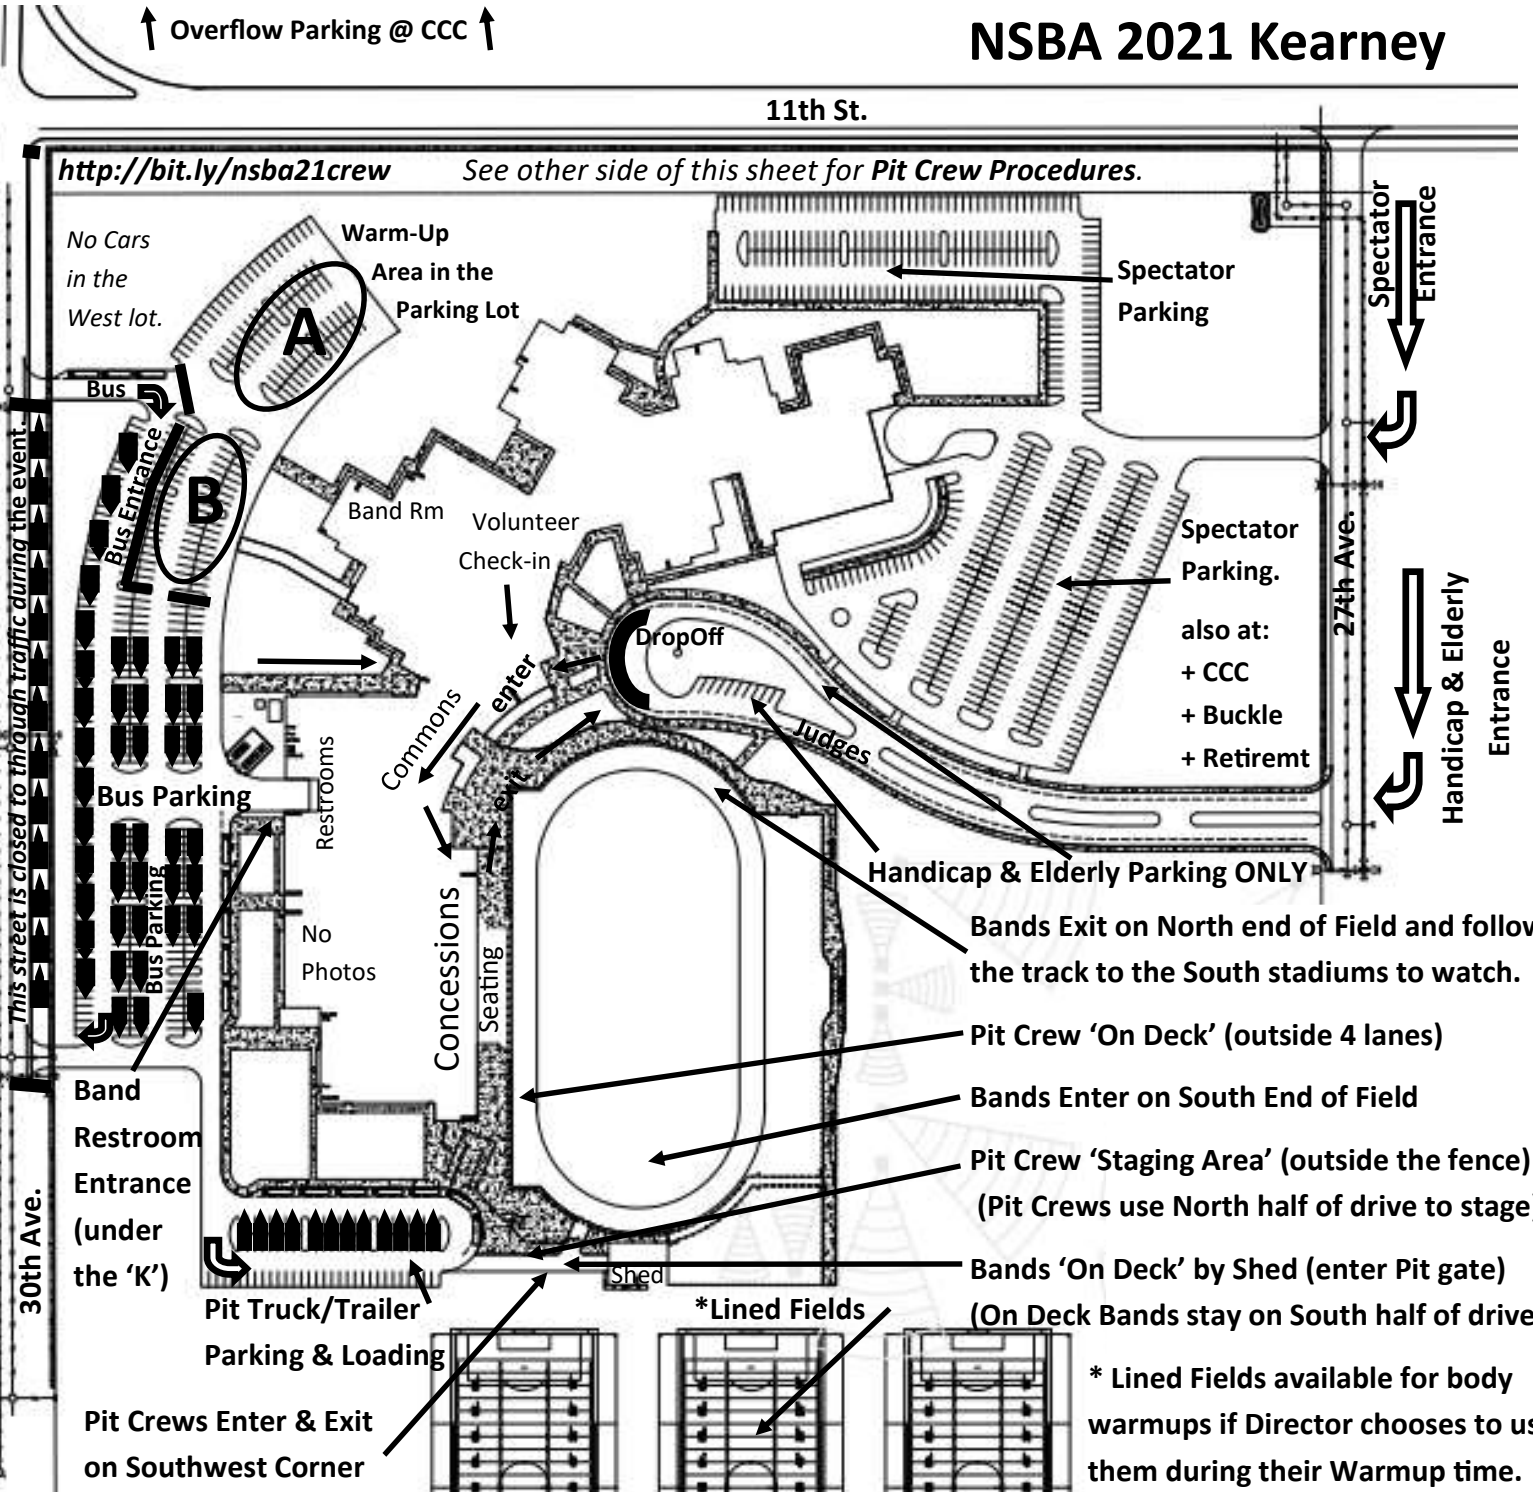 Overflow Parking @ CCC
NSBA 2021 Kearney
11th St.
http://bit.ly/nsba21crew
See other side of this sheet for Pit Crew Procedures.
No Cars
in the
West lot.
Warm-Up
Area in the
Parking Lot
A
Spectator
Parking
Spectator
Entrance
Bus
Bus Entrance
B
This street is closed to through traffic during the event.
Band Rm
Volunteer
Check-in
Spectator
Parking.
also at:
+ CCC
+ Buckle
+ Retiremt
27th Ave.
Handicap & Elderly
Entrance
DropOff
enter
Commons
exit
Judges
Restrooms
Bus Parking
Bus Parking
Handicap & Elderly Parking ONLY
No
Photos
Concessions
Seating
Bands Exit on North end of Field and follow
the track to the South stadiums to watch.
Pit Crew ‘On Deck’ (outside 4 lanes)
Bands Enter on South End of Field
Pit Crew ‘Staging Area’ (outside the fence)
(Pit Crews use North half of drive to stage)
Bands ‘On Deck’ by Shed (enter Pit gate)
(On Deck Bands stay on South half of drive
Band
Restroom
Entrance
(under
the ‘K’)
30th Ave.
Shed
Pit Truck/Trailer
Parking & Loading
*Lined Fields
Pit Crews Enter & Exit
on Southwest Corner
* Lined Fields available for body
warmups if Director chooses to us
them during their Warmup time.